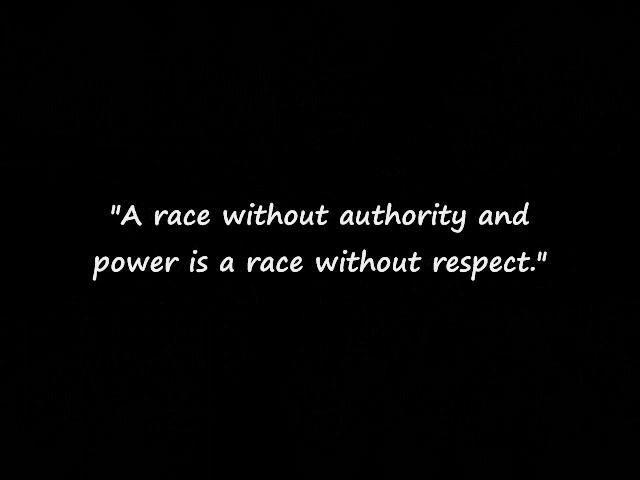 "A race without authority and
power is a race without respect."